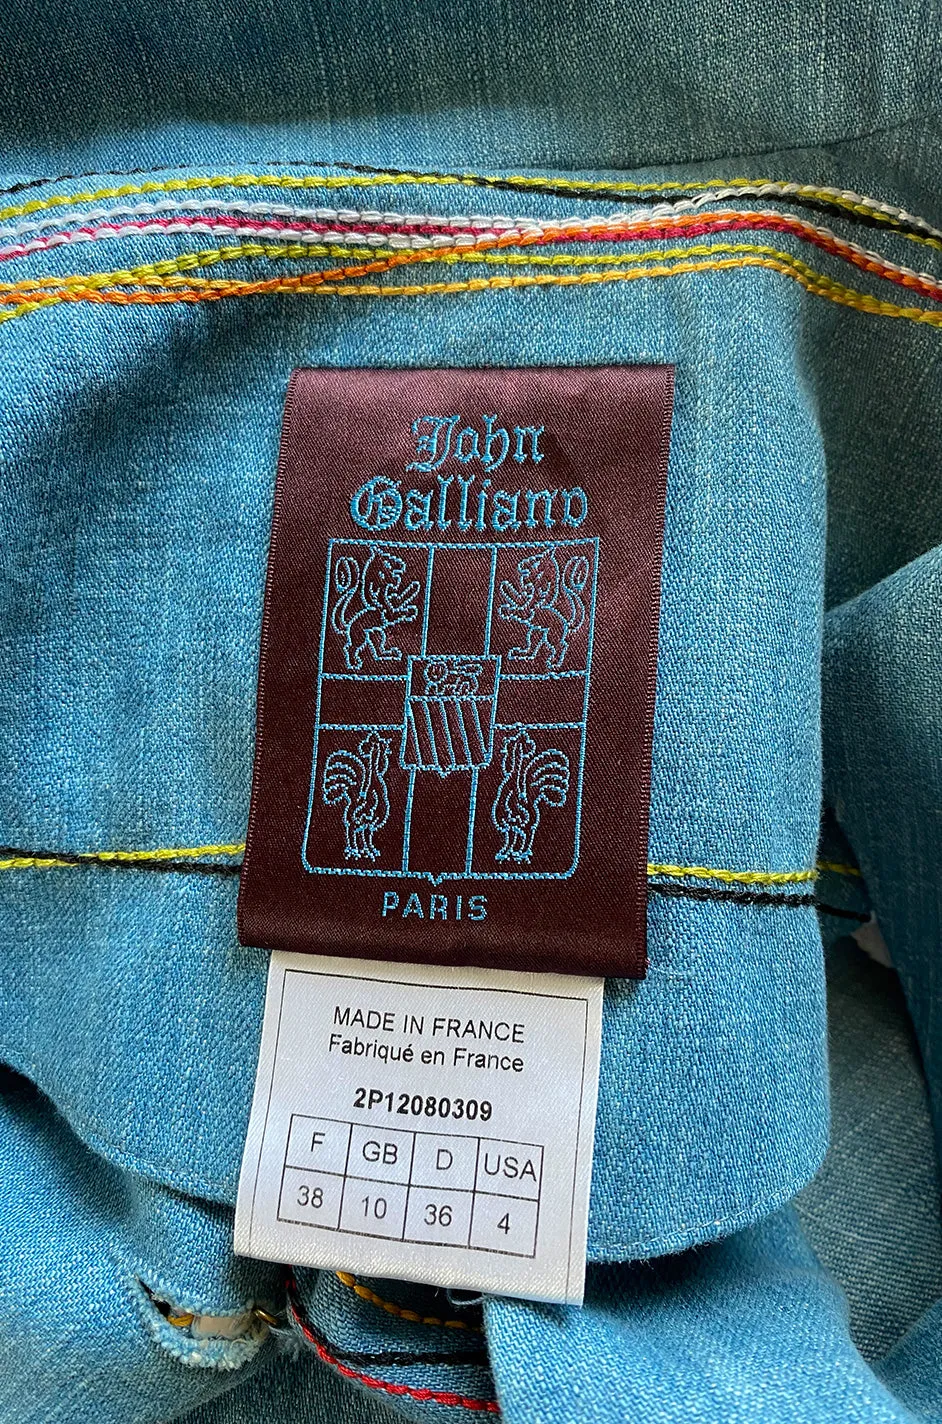 John
Galliano
PARIS
MADE IN FRANCE
Fabriqué en France
2P12080309
F GB D USA
38 10 36 4